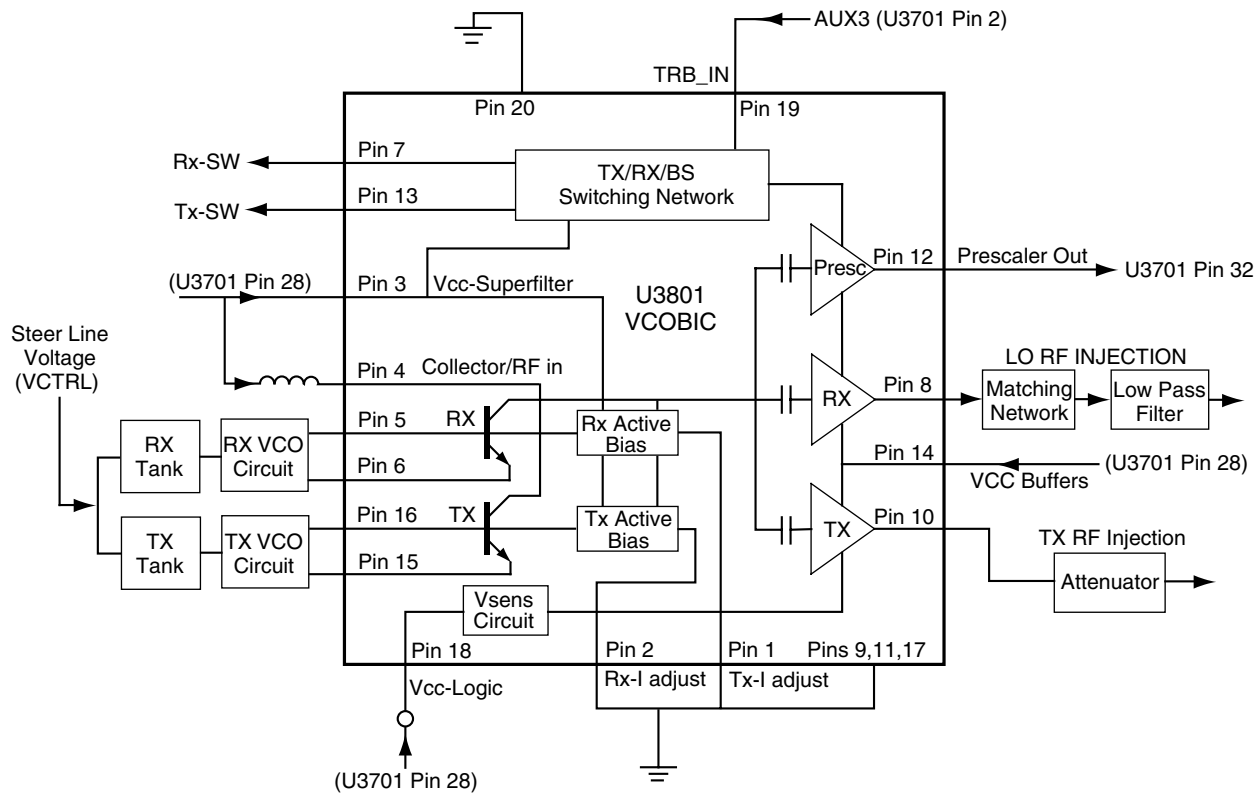 AUX3 (U3701 Pin 2)
TRB_IN
Pin 20
Pin 19
Pin 7
Rx-SW
TX/RX/BS
Switching Network
Pin 13
Tx-SW
Presc
Pin 12
Prescaler Out
U3701 Pin 32
(U3701 Pin 28)
Pin 3
Vcc-Superfilter
U3801
VCOBIC
Steer Line
Voltage
(VCTRL)
Pin 4
Collector/RF in
LO RF INJECTION
RX
Pin 8
Matching
Network
Low Pass
Filter
RX
Tank
RX VCO
Circuit
Pin 5
RX
Rx Active
Bias
Pin 6
Pin 14
VCC Buffers
(U3701 Pin 28)
TX
Tank
TX VCO
Circuit
Pin 16
TX
Tx Active
Bias
Pin 15
TX
Pin 10
TX RF Injection
Attenuator
Vsens
Circuit
Pin 18
Pin 2
Pin 1
Pins 9,11,17
Vcc-Logic
Rx-I adjust
Tx-I adjust
(U3701 Pin 28)